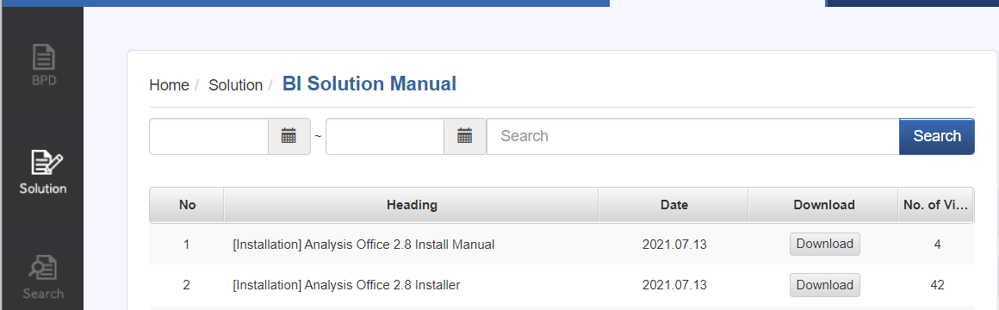 BPD
Solution
Search
Home / Solution / BI Solution Manual
~ Search Search
No Heading Date Download No. of Vi...
1 [Installation] Analysis Office 2.8 Install Manual 2021.07.13 Download 4
2 [Installation] Analysis Office 2.8 Installer 2021.07.13 Download 42